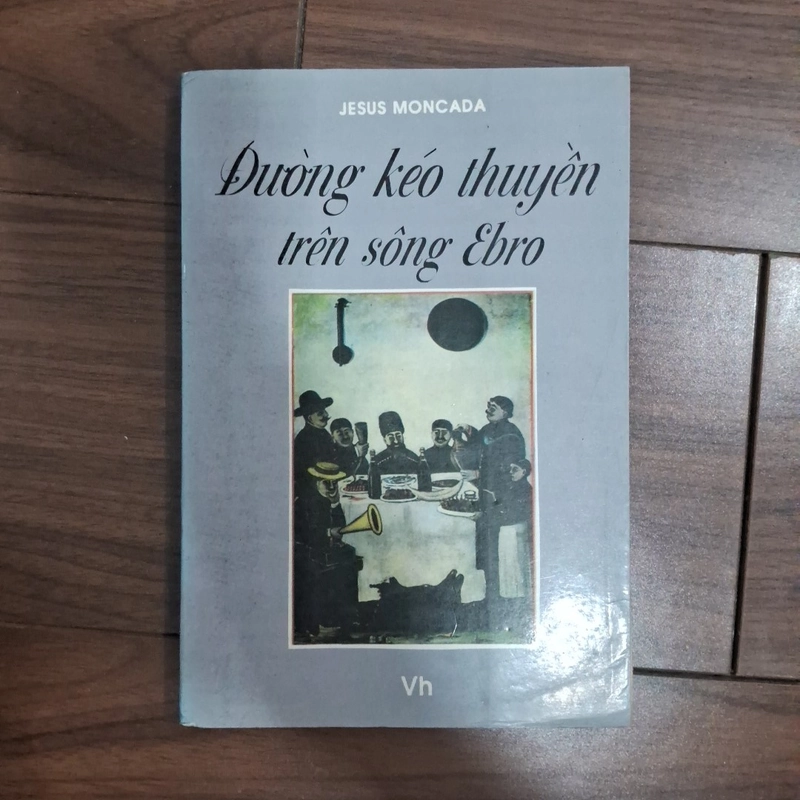 JESUS MONCADA
Đường kéo thuyền
trên sông Ebro
Vh